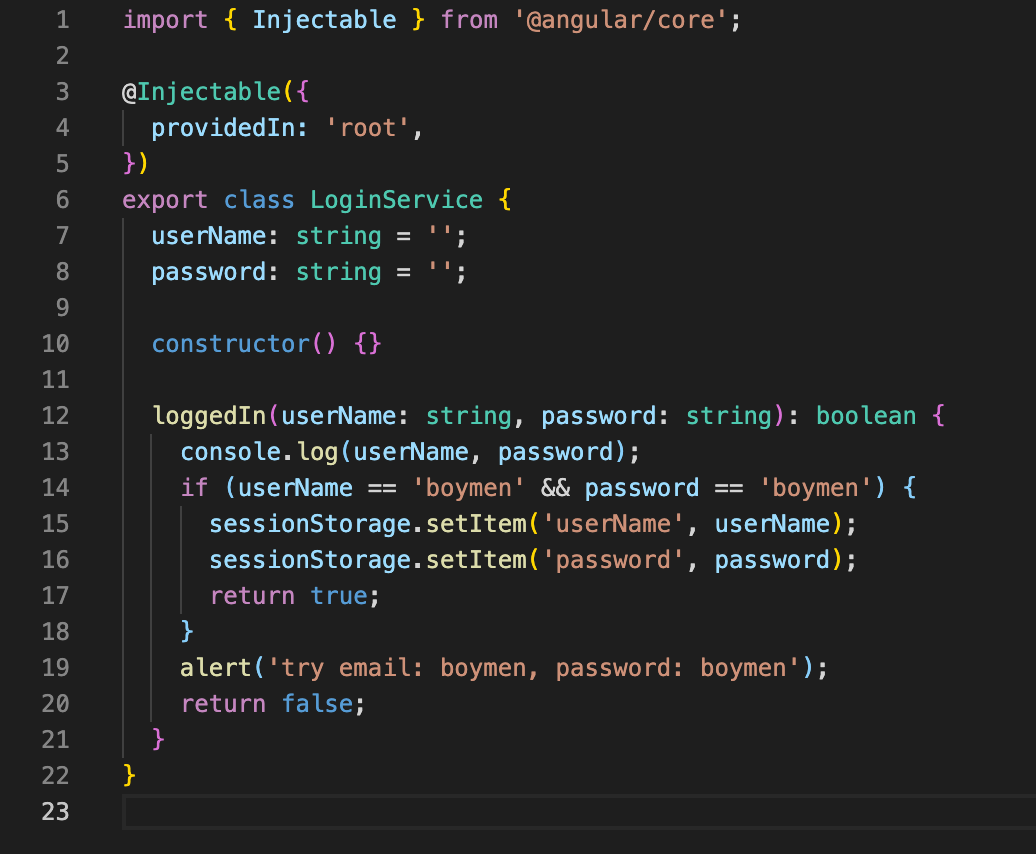 1 import { Injectable } from '@angular/core';
2
3 @Injectable({
4   providedIn: 'root',
5 })
6 export class LoginService {
7   userName: string = '';
8   password: string = '';
9
10   constructor() {}
11
12   loggedIn(userName: string, password: string): boolean {
13     console.log(userName, password);
14     if (userName == 'boymen' && password == 'boymen') {
15       sessionStorage.setItem('userName', userName);
16       sessionStorage.setItem('password', password);
17       return true;
18     }
19     alert('try email: boymen, password: boymen');
20     return false;
21   }
22 }
23